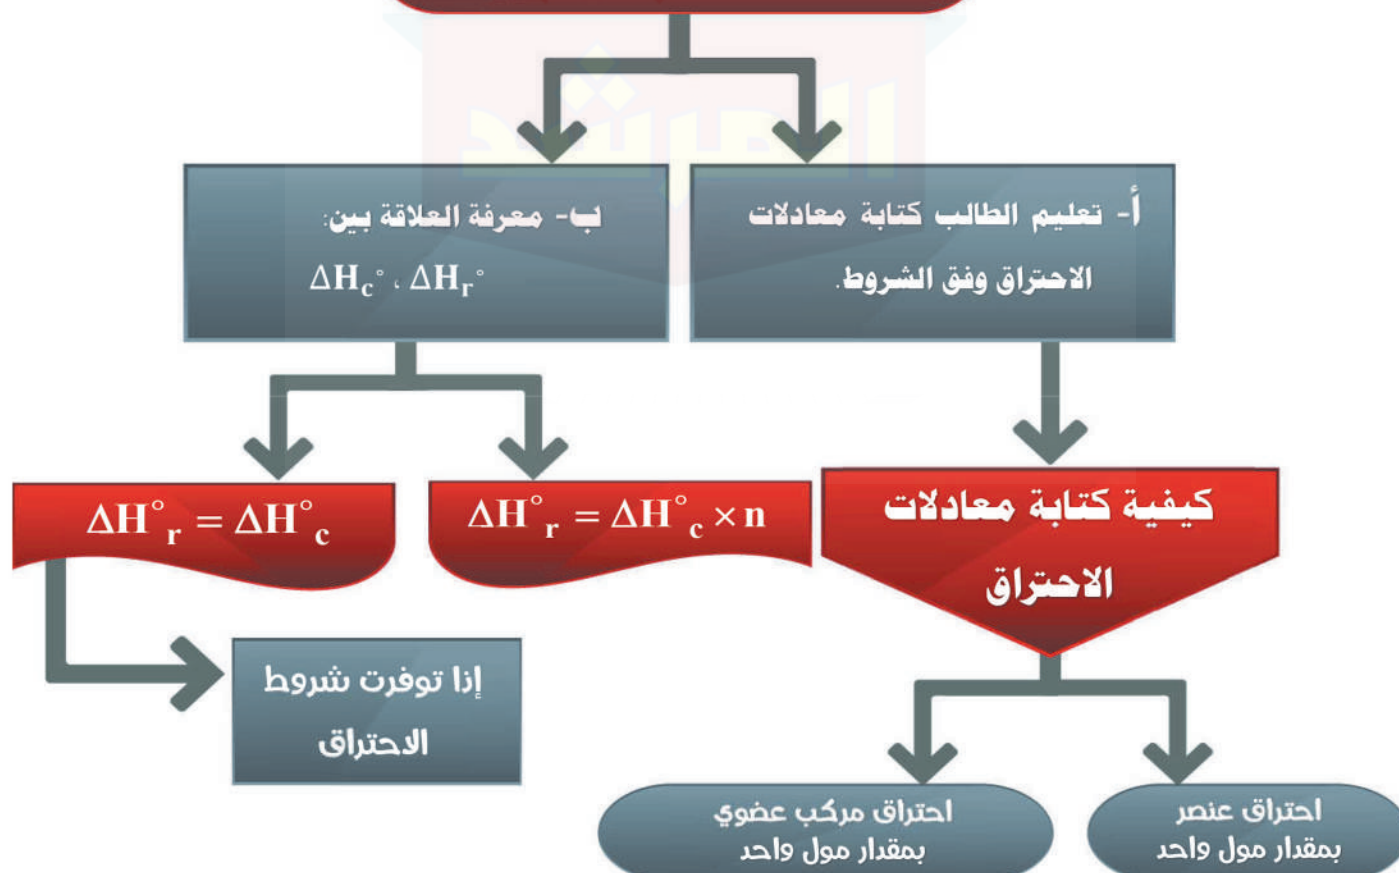 المرشد
أ- تعليم الطالب كتابة معادلات
الاحتراق وفق الشروط.
ب- معرفة العلاقة بين:
ΔHc° ، ΔHr°
كيفية كتابة معادلات
الاحتراق
ΔH°r = ΔH°c × n
ΔH°r = ΔH°c
إذا توفرت شروط
الاحتراق
احتراق عنصر
بمقدار مول واحد
احتراق مركب عضوي
بمقدار مول واحد